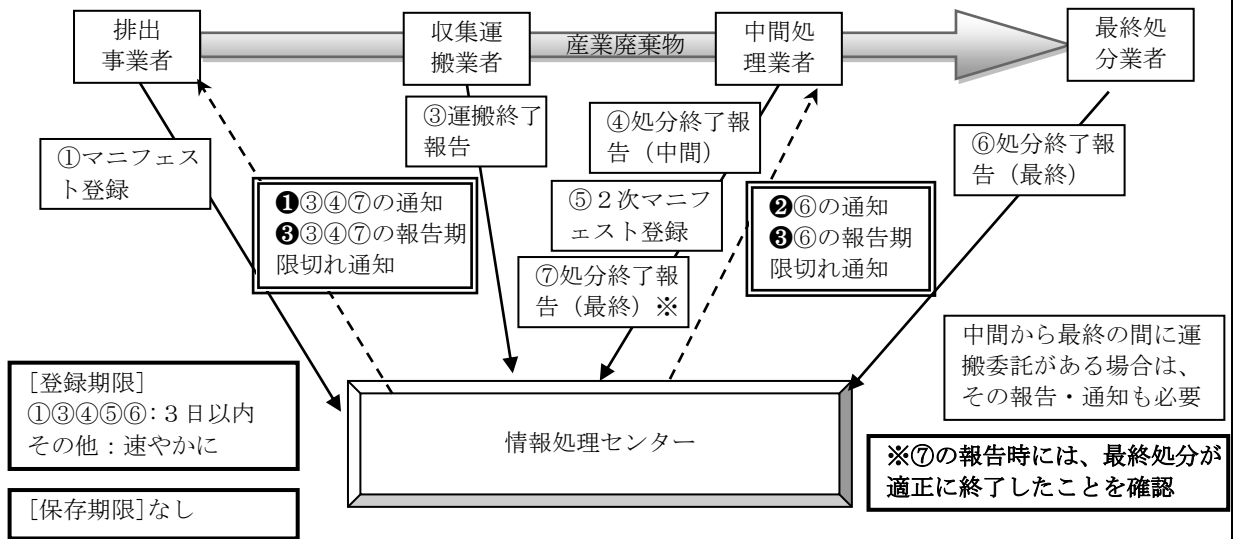 排出
事業者
収集運
搬業者
産業廃棄物
中間処
理業者
最終処
分業者
①マニフェス
ト登録
③運搬終了
報告
④処分終了報
告（中間）
⑥処分終了報
告（最終）
❶③④⑦の通知
❸③④⑦の報告期
限切れ通知
⑤２次マニフ
ェスト登録
❷⑥の通知
❸⑥の報告期
限切れ通知
⑦処分終了報
告（最終）※
中間から最終の間に運
搬委託がある場合は、
その報告・通知も必要
[登録期限]
①③④⑤⑥：３日以内
その他：速やかに
情報処理センター
※⑦の報告時には、最終処分が
適正に終了したことを確認
[保存期限]なし